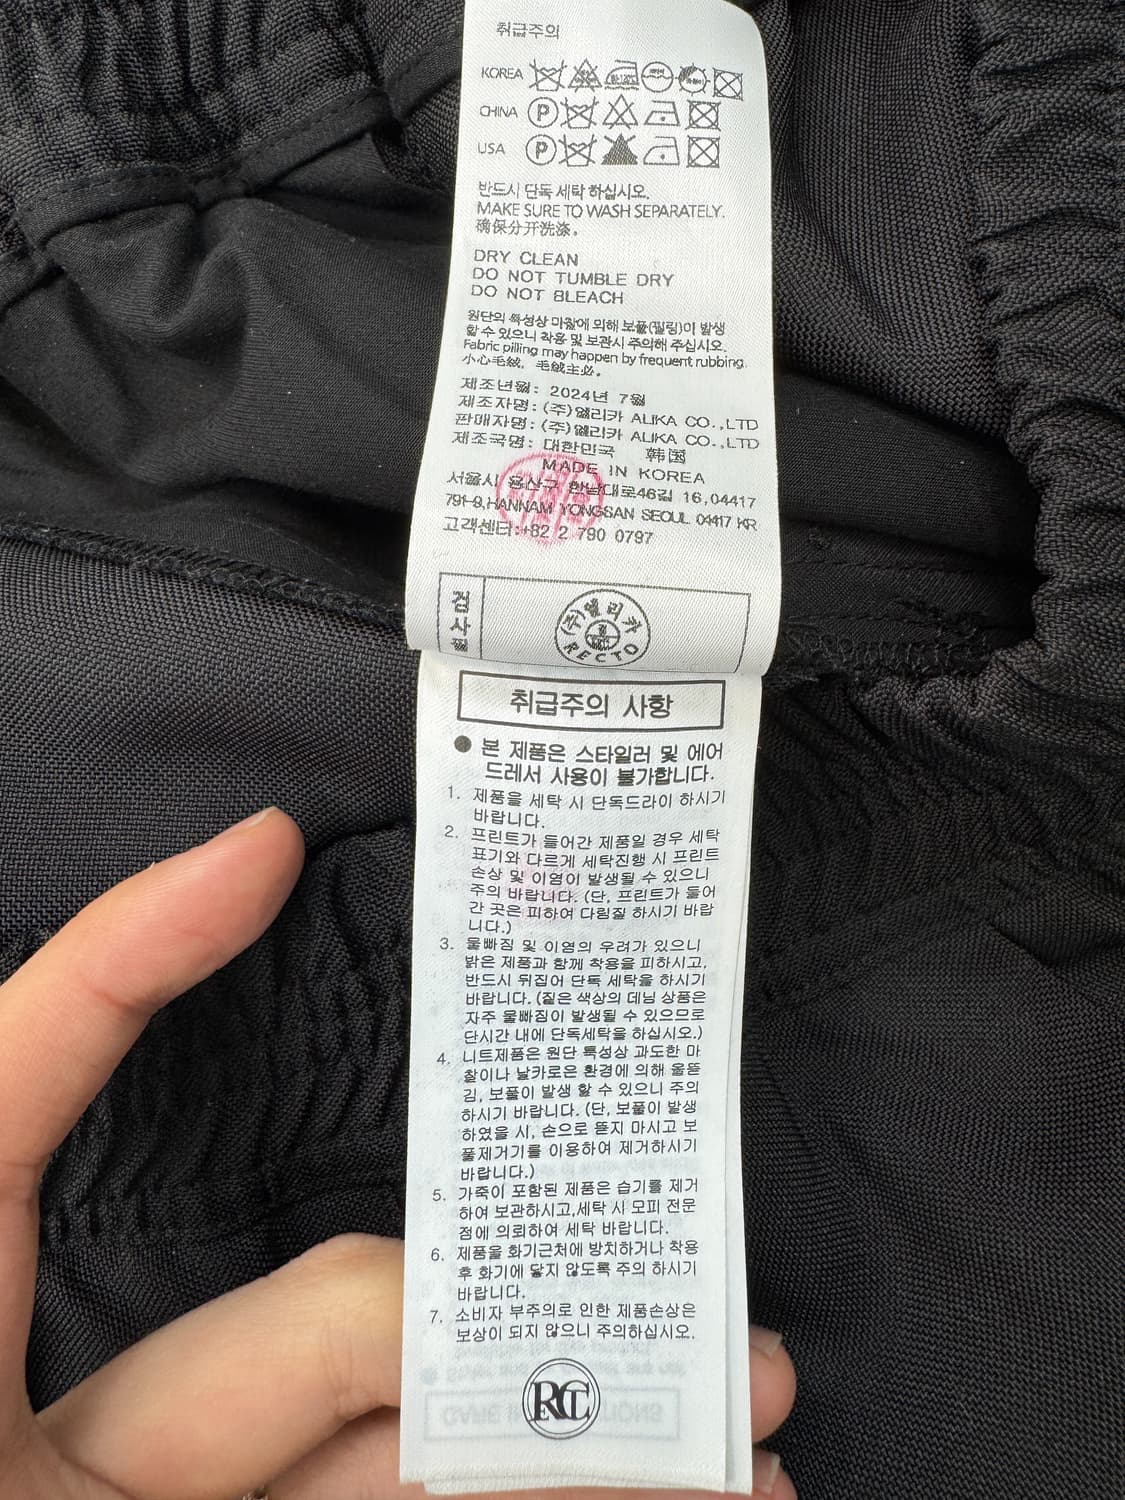 취급주의
KOREA
CHINA P
USA P
반드시 단독 세탁 하십시오.
MAKE SURE TO WASH SEPARATELY.
确保分开洗涤。
DRY CLEAN
DO NOT TUMBLE DRY
DO NOT BLEACH
원단의 특성상 마찰에 의해 보풀(필링)이 발생
할 수 있으니 착용 및 보관시 주의해 주십시오.
Fabric pilling may happen by frequent rubbing.
小心毛绒, 毛绒主必。
제조년월: 2024년 7월
제조자명: (주)엘리카 ALIKA CO.,LTD
판매자명: (주)엘리카 ALIKA CO.,LTD
제조국명: 대한민국 韩国
MADE IN KOREA
서울시 용산구 한남대로46길 16,04417
791-9,HANNAM YONGSAN SEOUL 04417 KR
고객센터:+82 2 790 0797
검사필
(주)엘리카
RECTO
취급주의 사항
● 본 제품은 스타일러 및 에어
드레서 사용이 불가합니다.
1. 제품을 세탁 시 단독드라이 하시기
바랍니다.
2. 프린트가 들어간 제품일 경우 세탁
표기와 다르게 세탁진행 시 프린트
손상 및 이염이 발생될 수 있으니
주의 바랍니다. (단, 프린트가 들어
간 곳은 피하여 다림질 하시기 바랍
니다.)
3. 물빠짐 및 이염의 우려가 있으니
밝은 제품과 함께 착용을 피하시고,
반드시 뒤집어 단독 세탁을 하시기
바랍니다. (짙은 색상의 데님 상품은
자주 물빠짐이 발생될 수 있으므로
단시간 내에 단독세탁을 하십시오.)
4. 니트제품은 원단 특성상 과도한 마
찰이나 날카로은 환경에 의해 올뜯
김, 보풀이 발생 할 수 있으니 주의
하시기 바랍니다. (단, 보풀이 발생
하였을 시, 손으로 뜯지 마시고 보
풀제거기를 이용하여 제거하시기
바랍니다.)
5. 가죽이 포함된 제품은 습기를 제거
하여 보관하시고,세탁 시 모피 전문
점에 의뢰하여 세탁 바랍니다.
6. 제품을 화기근처에 방치하거나 착용
후 화기에 닿지 않도록 주의 하시기
바랍니다.
7. 소비자 부주의로 인한 제품손상은
보상이 되지 않으니 주의하십시오.
RCT